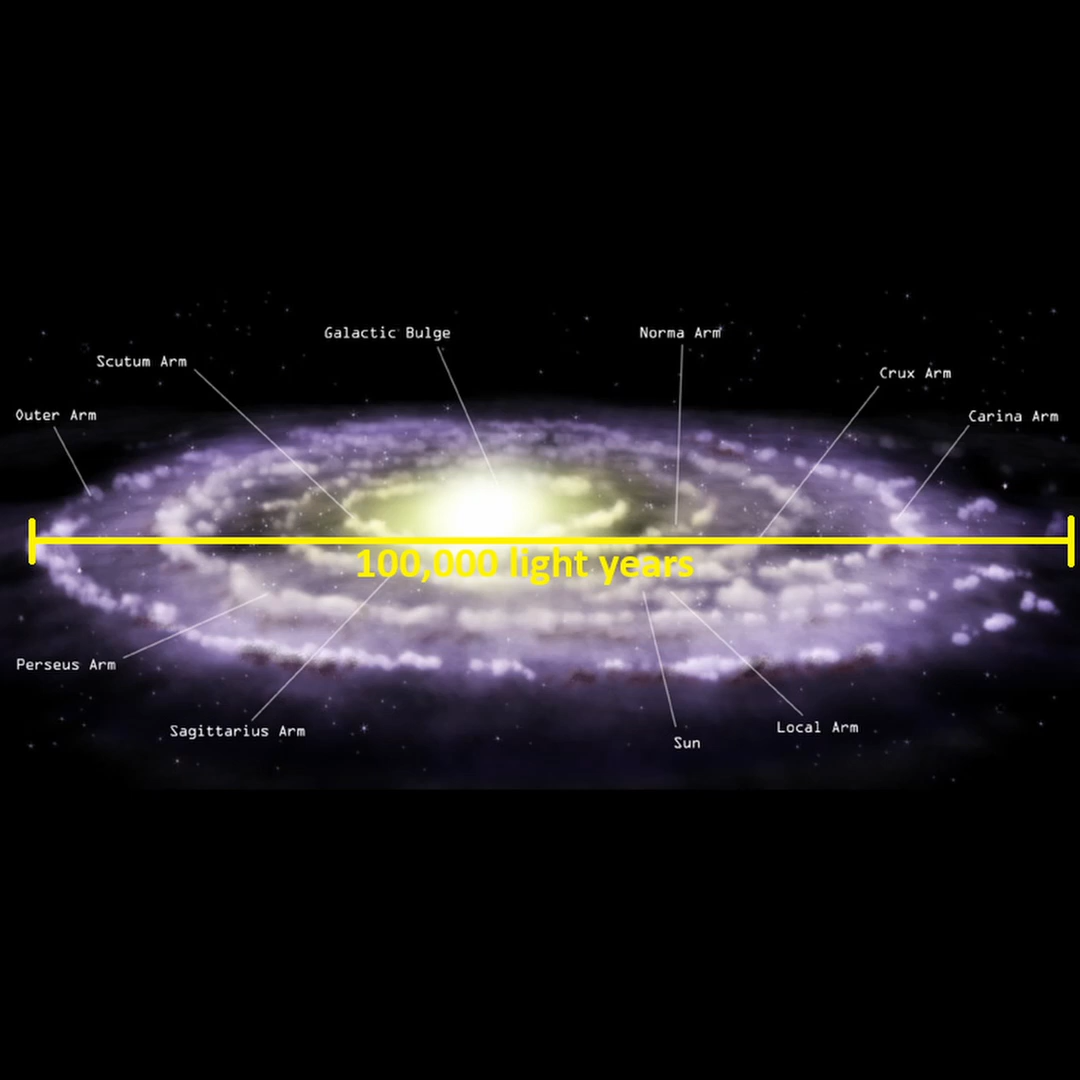 Galactic Bulge
Norma Arm
Scutum Arm
Crux Arm
Outer Arm
Carina Arm
100,000 light years
Perseus Arm
Sagittarius Arm
Local Arm
Sun